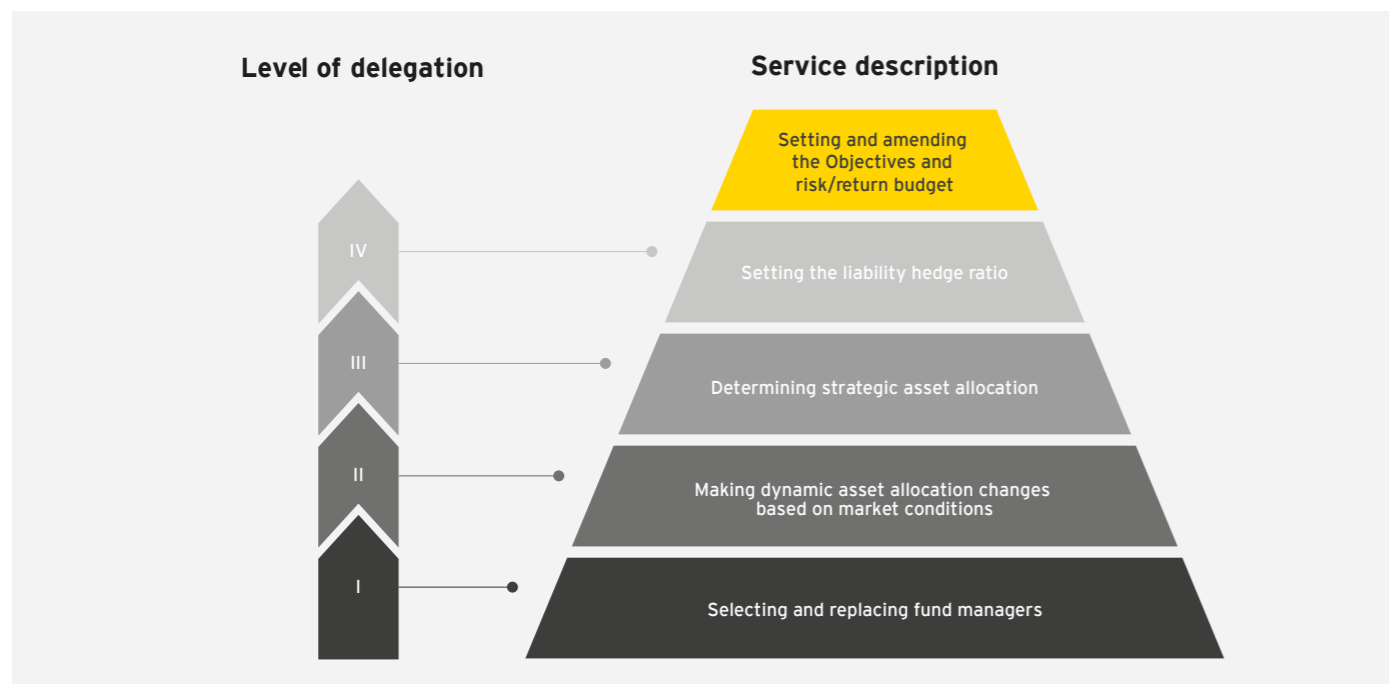 Level of delegation
Service description
Setting and amending
the Objectives and
risk/return budget
IV
Setting the liability hedge ratio
III
Determining strategic asset allocation
II
Making dynamic asset allocation changes
based on market conditions
I
Selecting and replacing fund managers